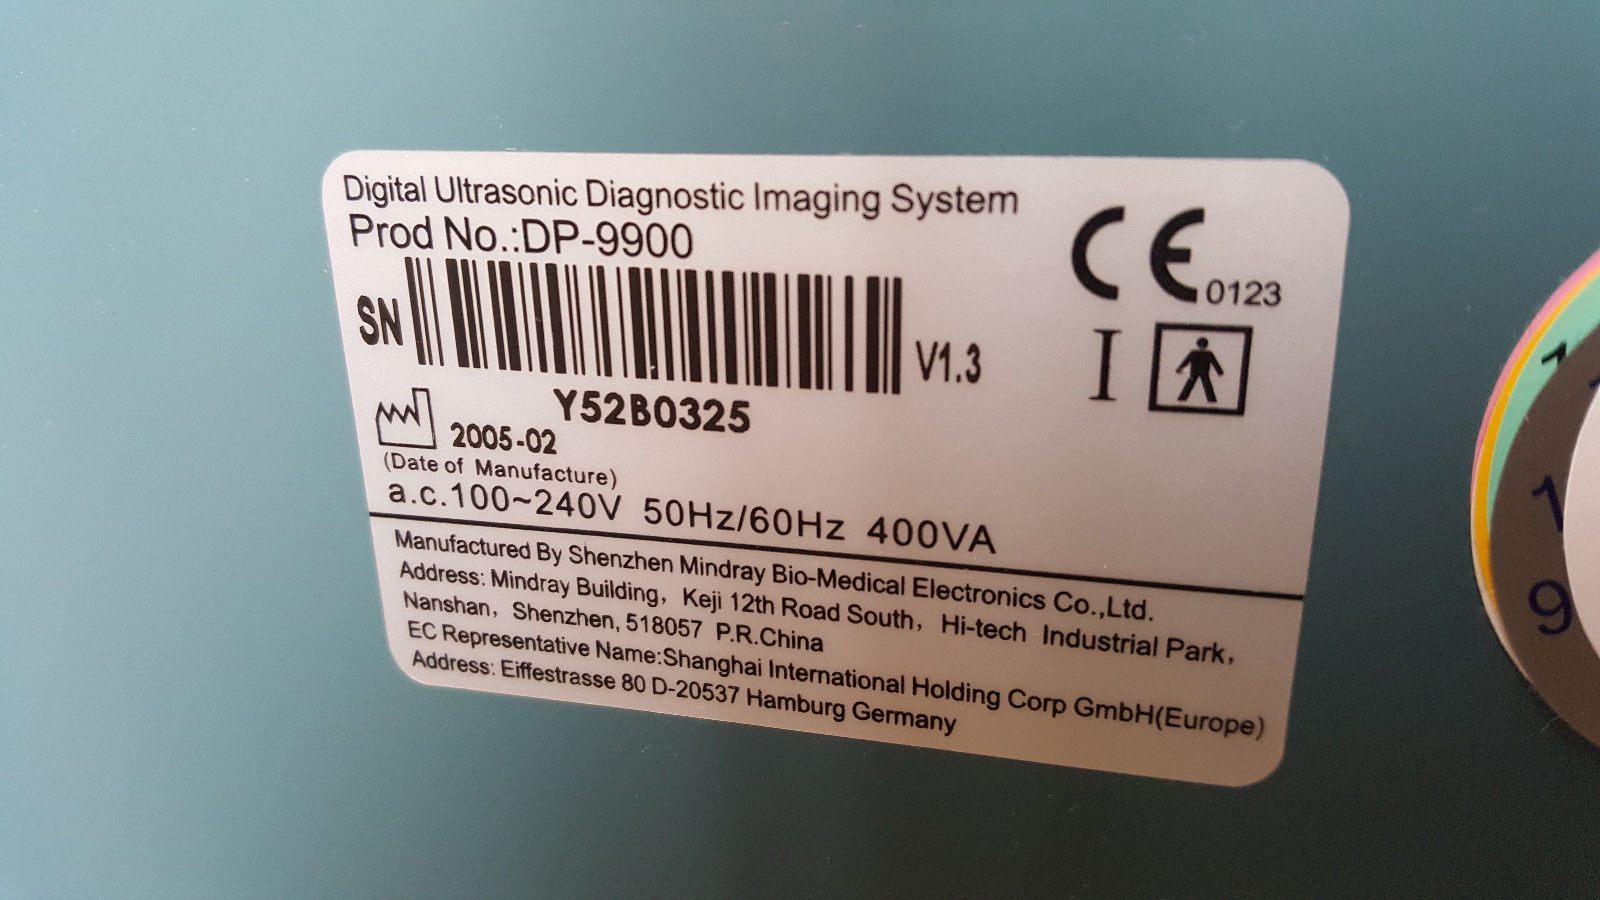 Digital Ultrasonic Diagnostic Imaging System
Prod No.:DP-9900
CE 0123
SN
V1.3
I
Y52B0325
2005-02
(Date of Manufacture)
a.c.100~240V 50Hz/60Hz 400VA
Manufactured By Shenzhen Mindray Bio-Medical Electronics Co.,Ltd.
Address: Mindray Building, Keji 12th Road South, Hi-tech Industrial Park,
Nanshan, Shenzhen, 518057 P.R.China
EC Representative Name:Shanghai International Holding Corp GmbH(Europe)
Address: Eiffestrasse 80 D-20537 Hamburg Germany
1
9